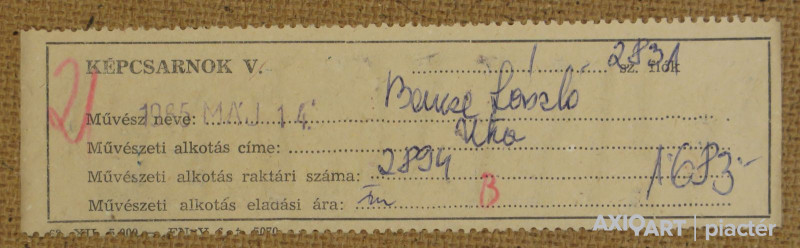 21
KÉPCSARNOK V. 2831 sz. fiók
1965 MÁJ 14.
Művész neve: Bencze László
Művészeti alkotás címe: Utca
Művészeti alkotás raktári száma: 2894
Művészeti alkotás eladási ára: 1683.-
B
AXIOART | piactér